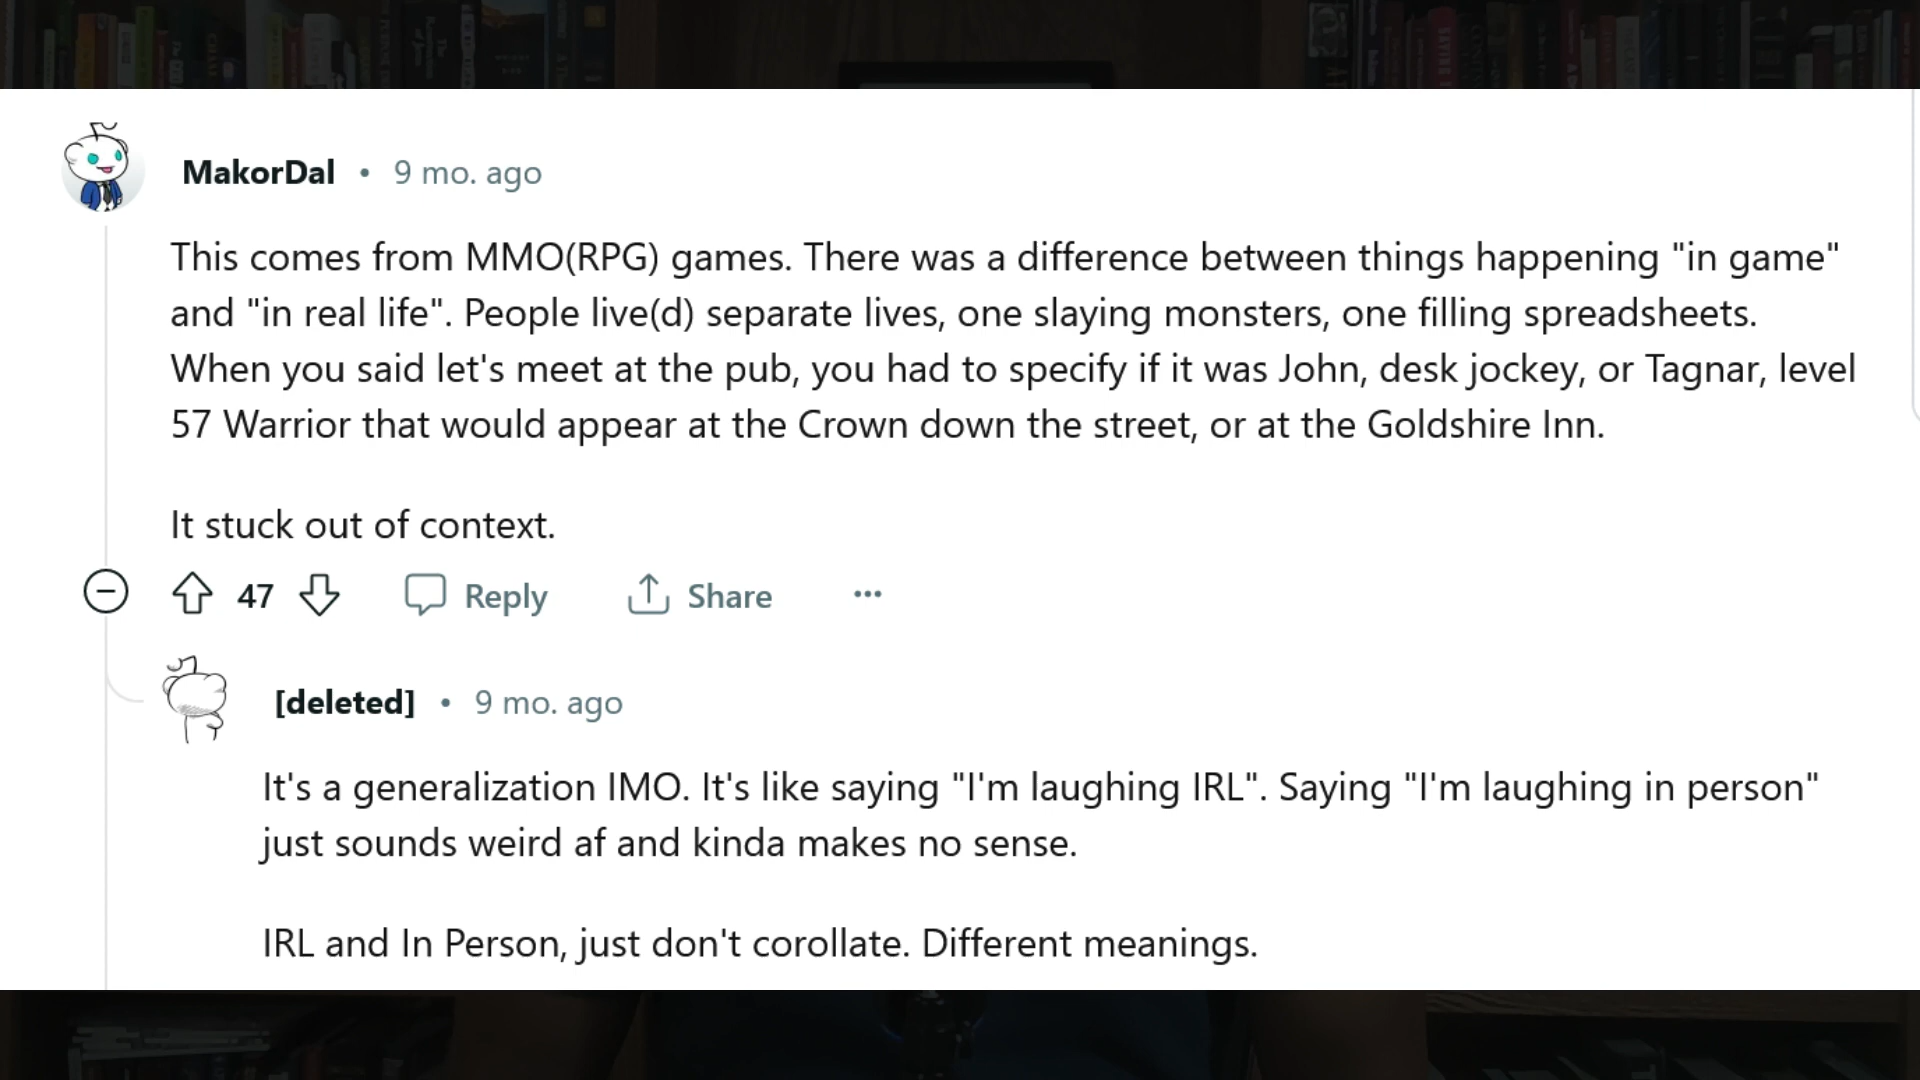 MakorDal • 9 mo. ago
This comes from MMO(RPG) games. There was a difference between things happening "in game"
and "in real life". People live(d) separate lives, one slaying monsters, one filling spreadsheets.
When you said let's meet at the pub, you had to specify if it was John, desk jockey, or Tagnar, level
57 Warrior that would appear at the Crown down the street, or at the Goldshire Inn.
It stuck out of context.
47 Reply Share ...
[deleted] • 9 mo. ago
It's a generalization IMO. It's like saying "I'm laughing IRL". Saying "I'm laughing in person"
just sounds weird af and kinda makes no sense.
IRL and In Person, just don't corollate. Different meanings.